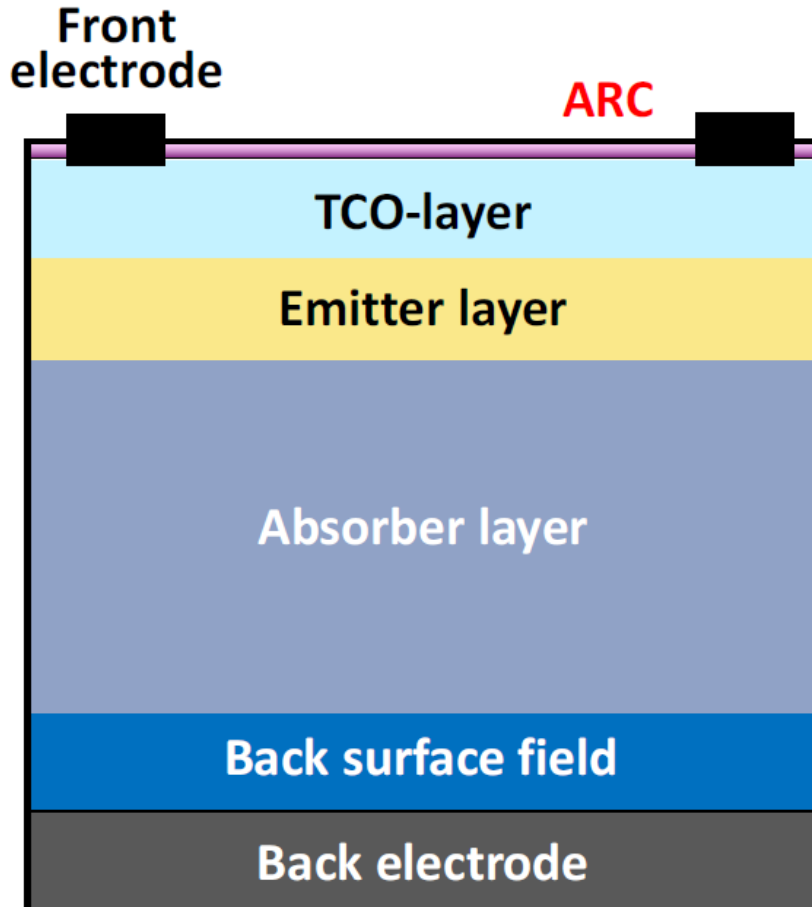 Front
electrode
ARC
TCO-layer
Emitter layer
Absorber layer
Back surface field
Back electrode